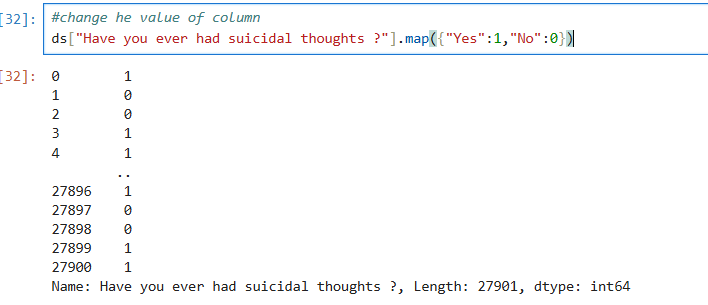 [32]: #change he value of column
ds["Have you ever had suicidal thoughts ?"].map({"Yes":1,"No":0})
[32]: 0 1
1 0
2 0
3 1
4 1
..
27896 1
27897 0
27898 0
27899 1
27900 1
Name: Have you ever had suicidal thoughts ?, Length: 27901, dtype: int64